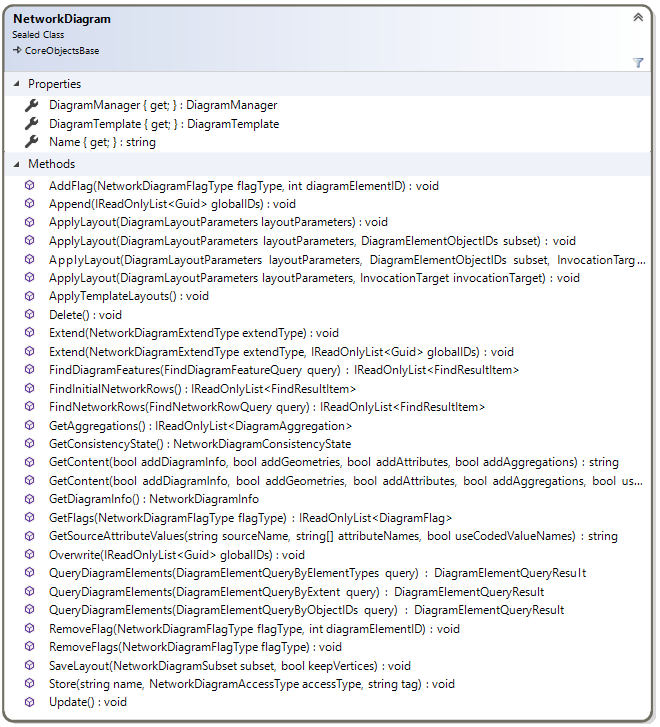 NetworkDiagram
Sealed Class
CoreObjectsBase
Properties
DiagramManager { get; } : DiagramManager
DiagramTemplate { get; } : DiagramTemplate
Name { get; } : string
Methods
AddFlag(NetworkDiagramFlagType flagType, int diagramElementID) : void
Append(IReadOnlyList<Guid> globalIDs) : void
ApplyLayout(DiagramLayoutParameters layoutParameters) : void
ApplyLayout(DiagramLayoutParameters layoutParameters, DiagramElementObjectIDs subset) : void
ApplyLayout(DiagramLayoutParameters layoutParameters, DiagramElementObjectIDs subset, InvocationTarg...
ApplyLayout(DiagramLayoutParameters layoutParameters, InvocationTarget invocationTarget) : void
ApplyTemplateLayouts() : void
Delete() : void
Extend(NetworkDiagramExtendType extendType) : void
Extend(NetworkDiagramExtendType extendType, IReadOnlyList<Guid> globalIDs) : void
FindDiagramFeatures(FindDiagramFeatureQuery query) : IReadOnlyList<FindResultItem>
FindInitialNetworkRows() : IReadOnlyList<FindResultItem>
FindNetworkRows(FindNetworkRowQuery query) : IReadOnlyList<FindResultItem>
GetAggregations() : IReadOnlyList<DiagramAggregation>
GetConsistencyState() : NetworkDiagramConsistencyState
GetContent(bool addDiagramInfo, bool addGeometries, bool addAttributes, bool addAggregations) : string
GetContent(bool addDiagramInfo, bool addGeometries, bool addAttributes, bool addAggregations, bool us...
GetDiagramInfo() : NetworkDiagramInfo
GetFlags(NetworkDiagramFlagType flagType) : IReadOnlyList<DiagramFlag>
GetSourceAttributeValues(string sourceName, string[] attributeNames, bool useCodedValueNames) : string
Overwrite(IReadOnlyList<Guid> globalIDs) : void
QueryDiagramElements(DiagramElementQueryByElementTypes query) : DiagramElementQueryResult
QueryDiagramElements(DiagramElementQueryByExtent query) : DiagramElementQueryResult
QueryDiagramElements(DiagramElementQueryByObjectIDs query) : DiagramElementQueryResult
RemoveFlag(NetworkDiagramFlagType flagType, int diagramElementID) : void
RemoveFlags(NetworkDiagramFlagType flagType) : void
SaveLayout(NetworkDiagramSubset subset, bool keepVertices) : void
Store(string name, NetworkDiagramAccessType accessType, string tag) : void
Update() : void